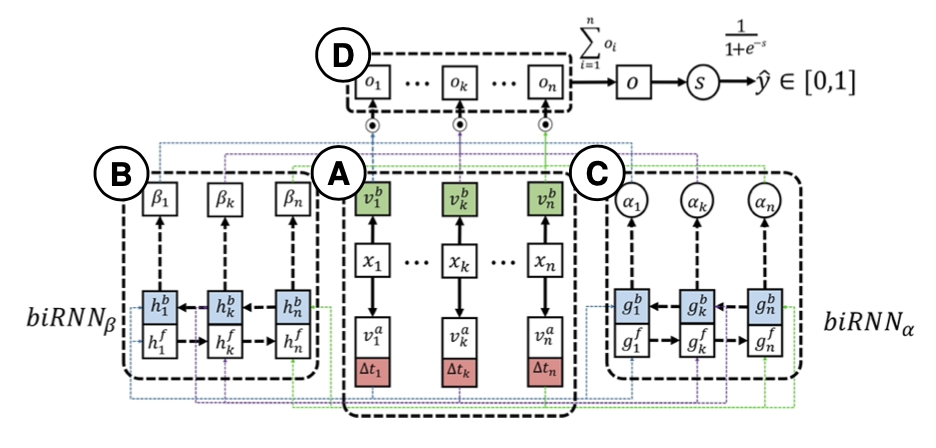 n
∑ oᵢ
i=1
1
1+e⁻ˢ
D
o₁ ⋯ oₖ ⋯ oₙ
O S ŷ ∈ [0,1]
B A C
β₁ βₖ βₙ
v₁ᵇ vₖᵇ vₙᵇ
α₁ αₖ αₙ
x₁ ⋯ xₖ ⋯ xₙ
h₁ᵇ hₖᵇ hₙᵇ
g₁ᵇ gₖᵇ gₙᵇ
biRNNᵦ
h₁ᶠ hₖᶠ hₙᶠ
v₁ᵃ vₖᵃ vₙᵃ
g₁ᶠ gₖᶠ gₙᶠ
biRNNα
Δt₁ Δtₖ Δtₙ